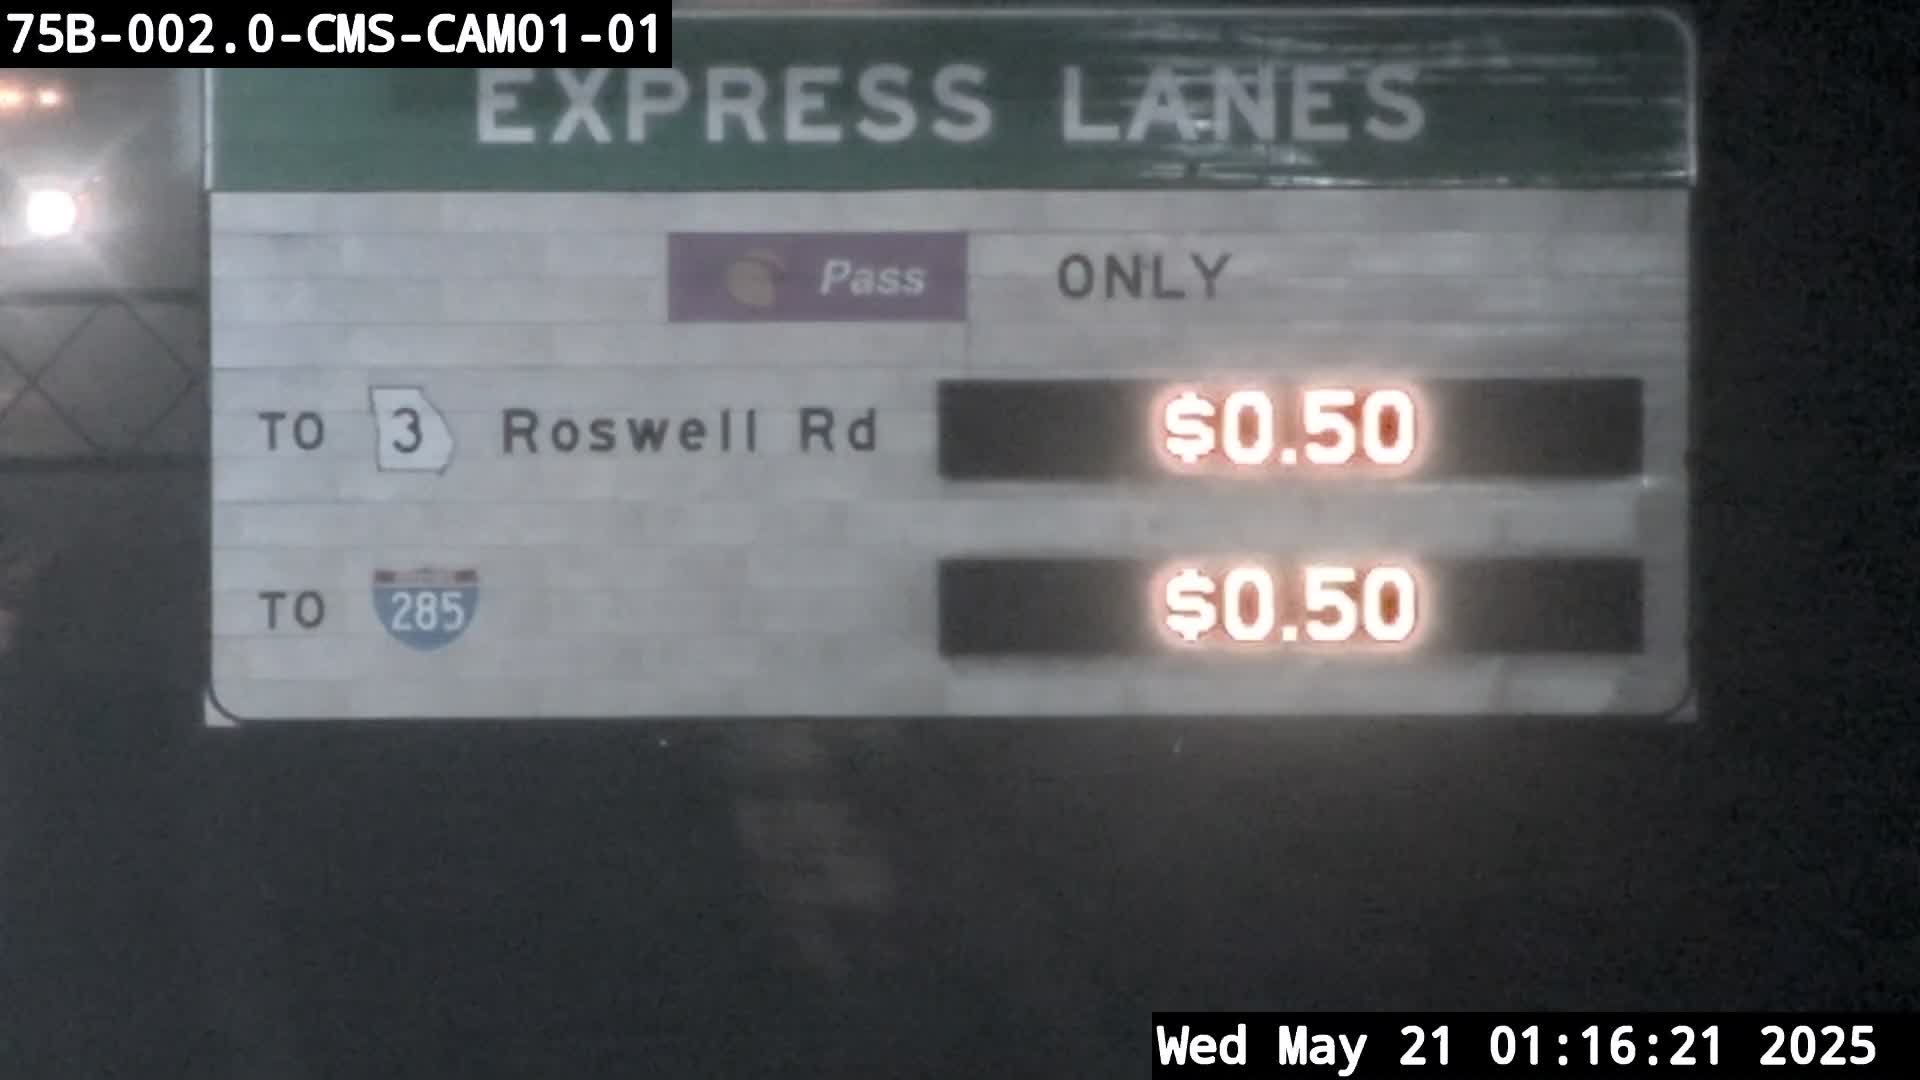 75B-002.0-CMS-CAM01-01
EXPRESS LANES
Pass ONLY
TO 3 Roswell Rd $0.50
TO 285 $0.50
Wed May 21 01:16:21 2025